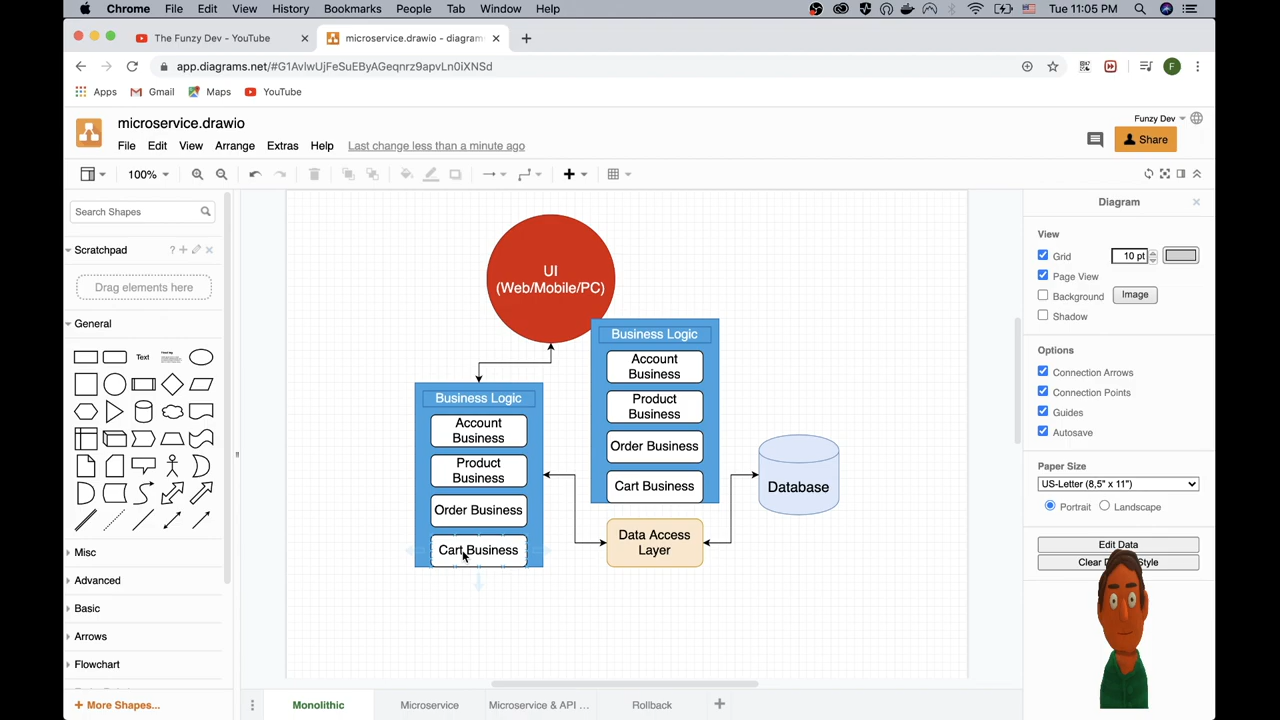 Chrome File Edit View History Bookmarks People Tab Window Help Tue 11:05 PM
The Funzy Dev - YouTube
microservice.drawio - diagram
app.diagrams.net/#G1AvlwUjFeSuEByAGeqnrz9apvLn0iXNSd
F
Apps Gmail Maps YouTube
microservice.drawio
Funzy Dev
File Edit View Arrange Extras Help Last change less than a minute ago
Share
100%
Search Shapes
Scratchpad
Drag elements here
General
Text
Misc
Advanced
Basic
Arrows
Flowchart
+ More Shapes...
UI
(Web/Mobile/PC)
Business Logic
Account
Business
Product
Business
Order Business
Cart Business
Business Logic
Account
Business
Product
Business
Order Business
Cart Business
Data Access
Layer
Database
Diagram
View
Grid 10 pt
Page View
Background Image
Shadow
Options
Connection Arrows
Connection Points
Guides
Autosave
Paper Size
US-Letter (8,5" x 11")
Portrait Landscape
Edit Data
Clear Style
Monolithic Microservice Microservice & API ... Rollback